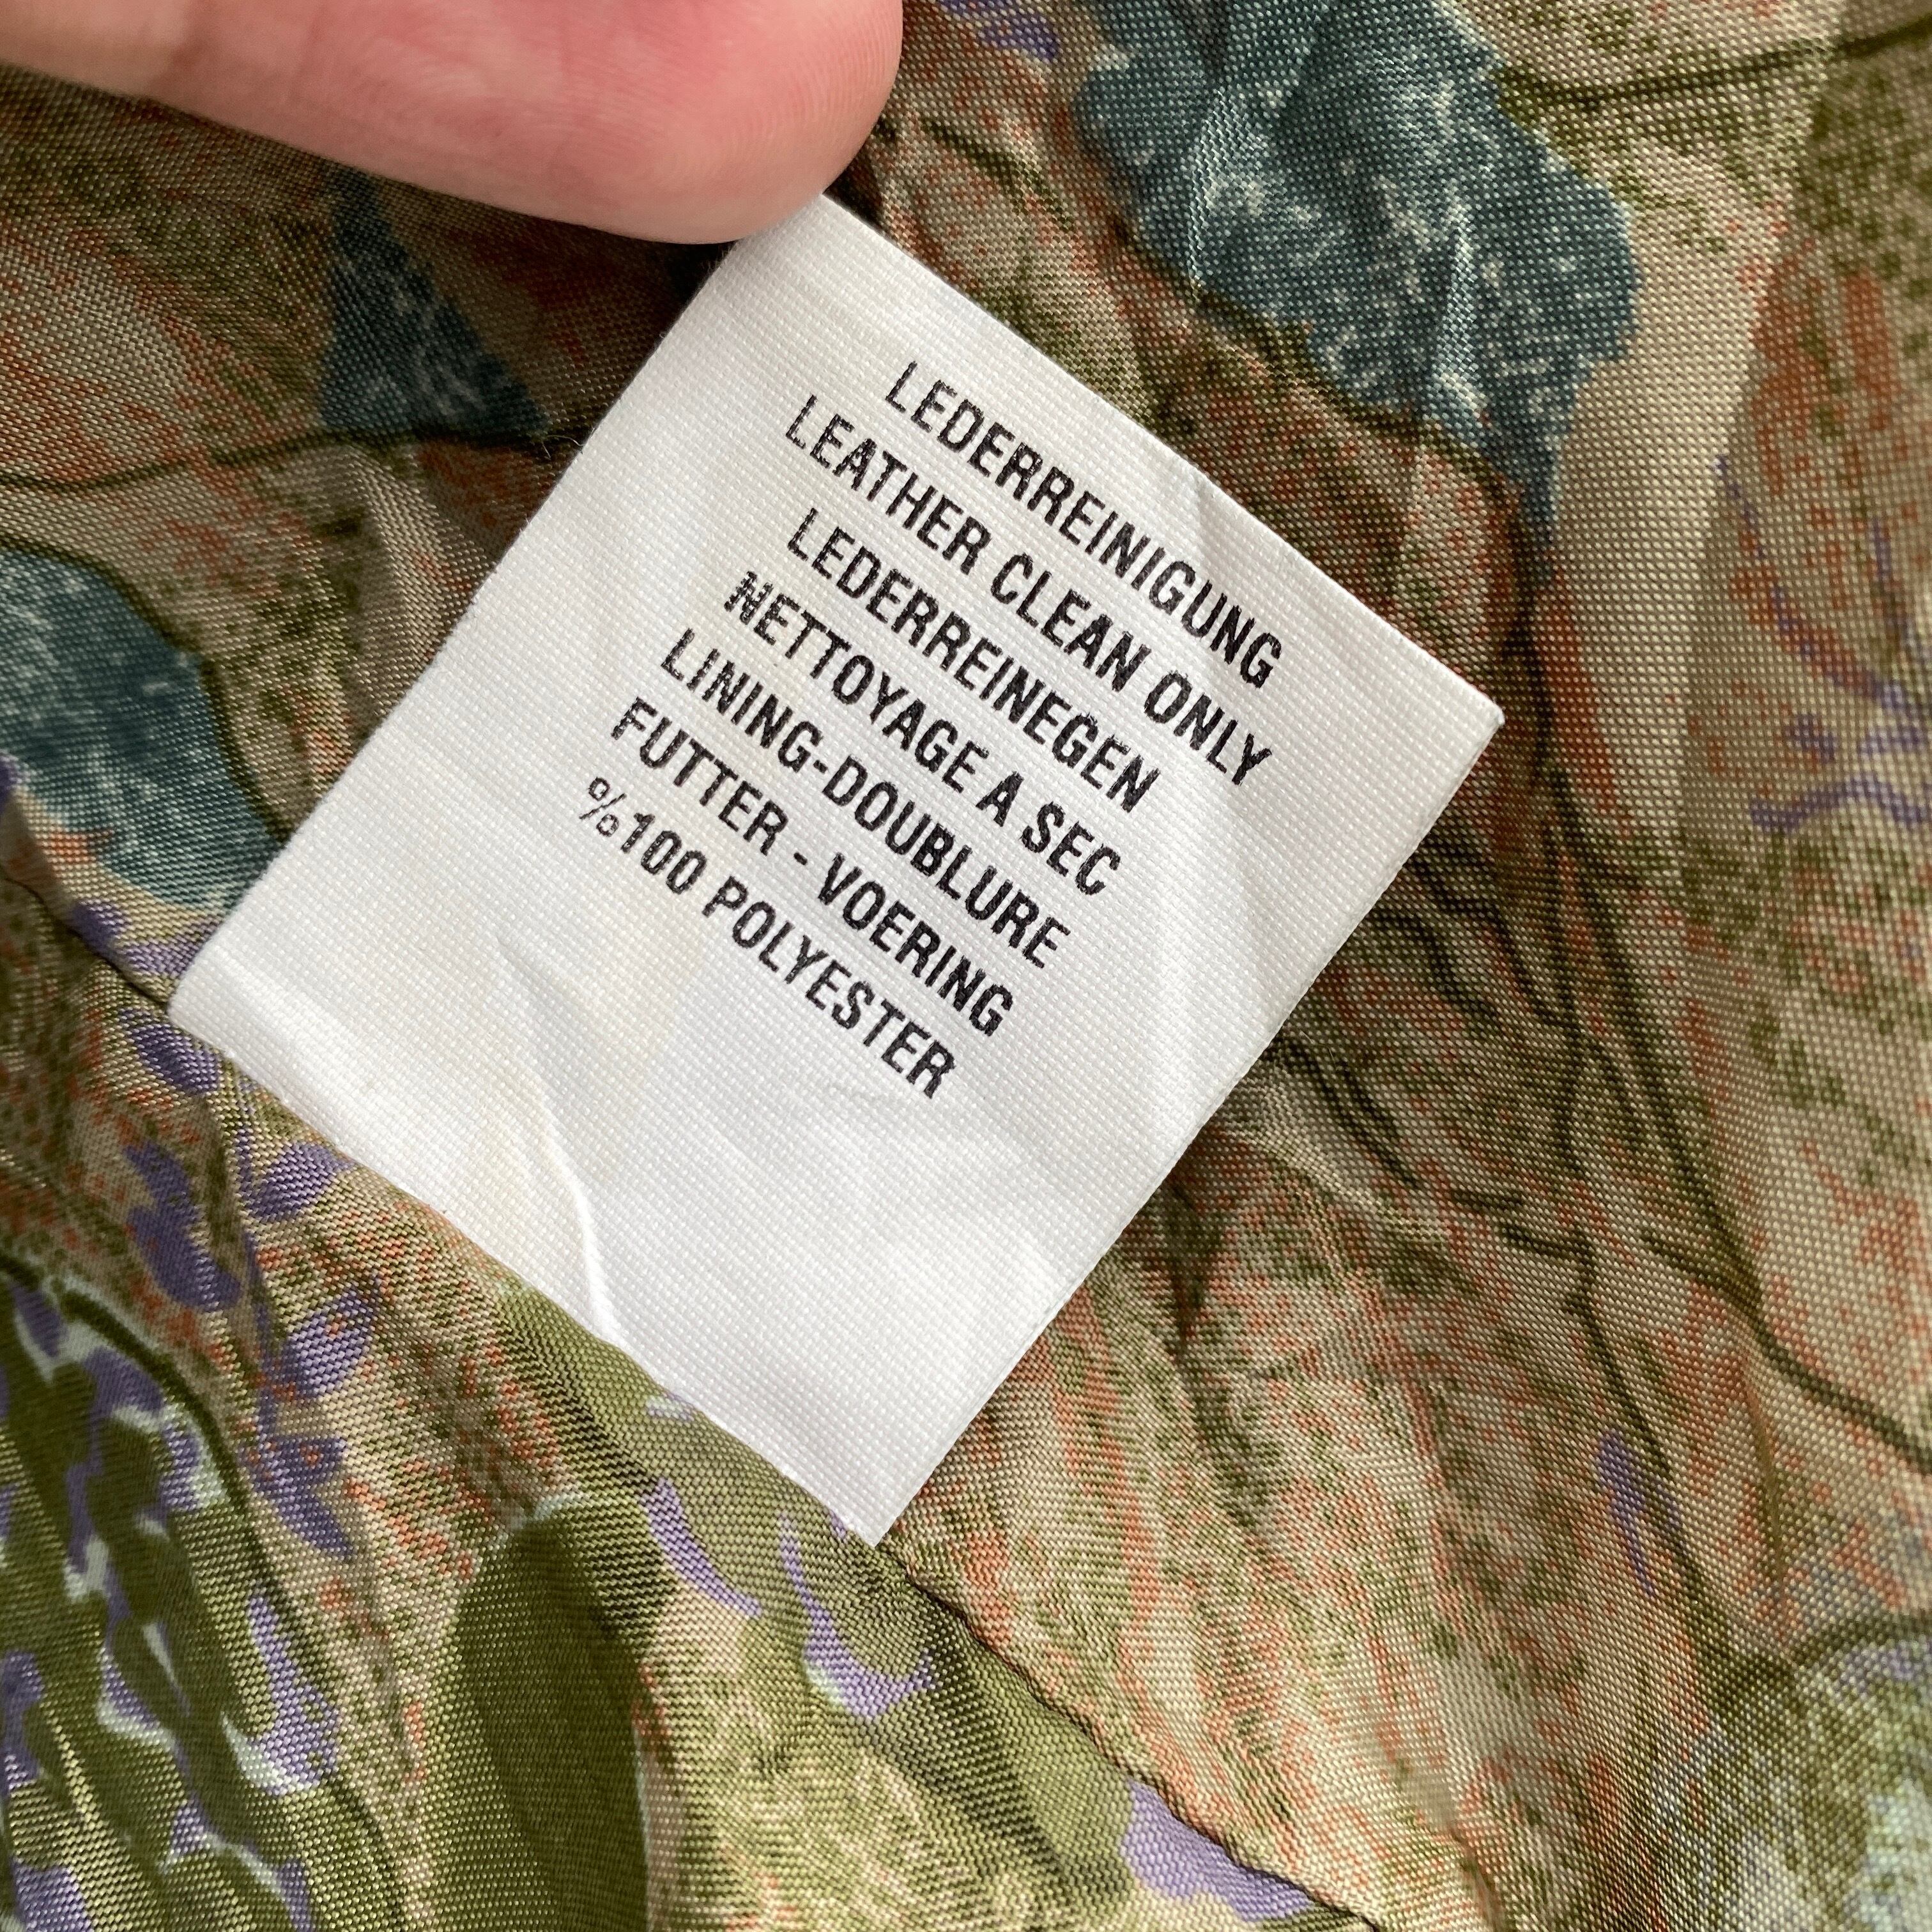 LEDERREINIGUNG
LEATHER CLEAN ONLY
LEDERREINEGEN
NETTOYAGE A SEC
LINING-DOUBLURE
FUTTER - VOERING
%100 POLYESTER